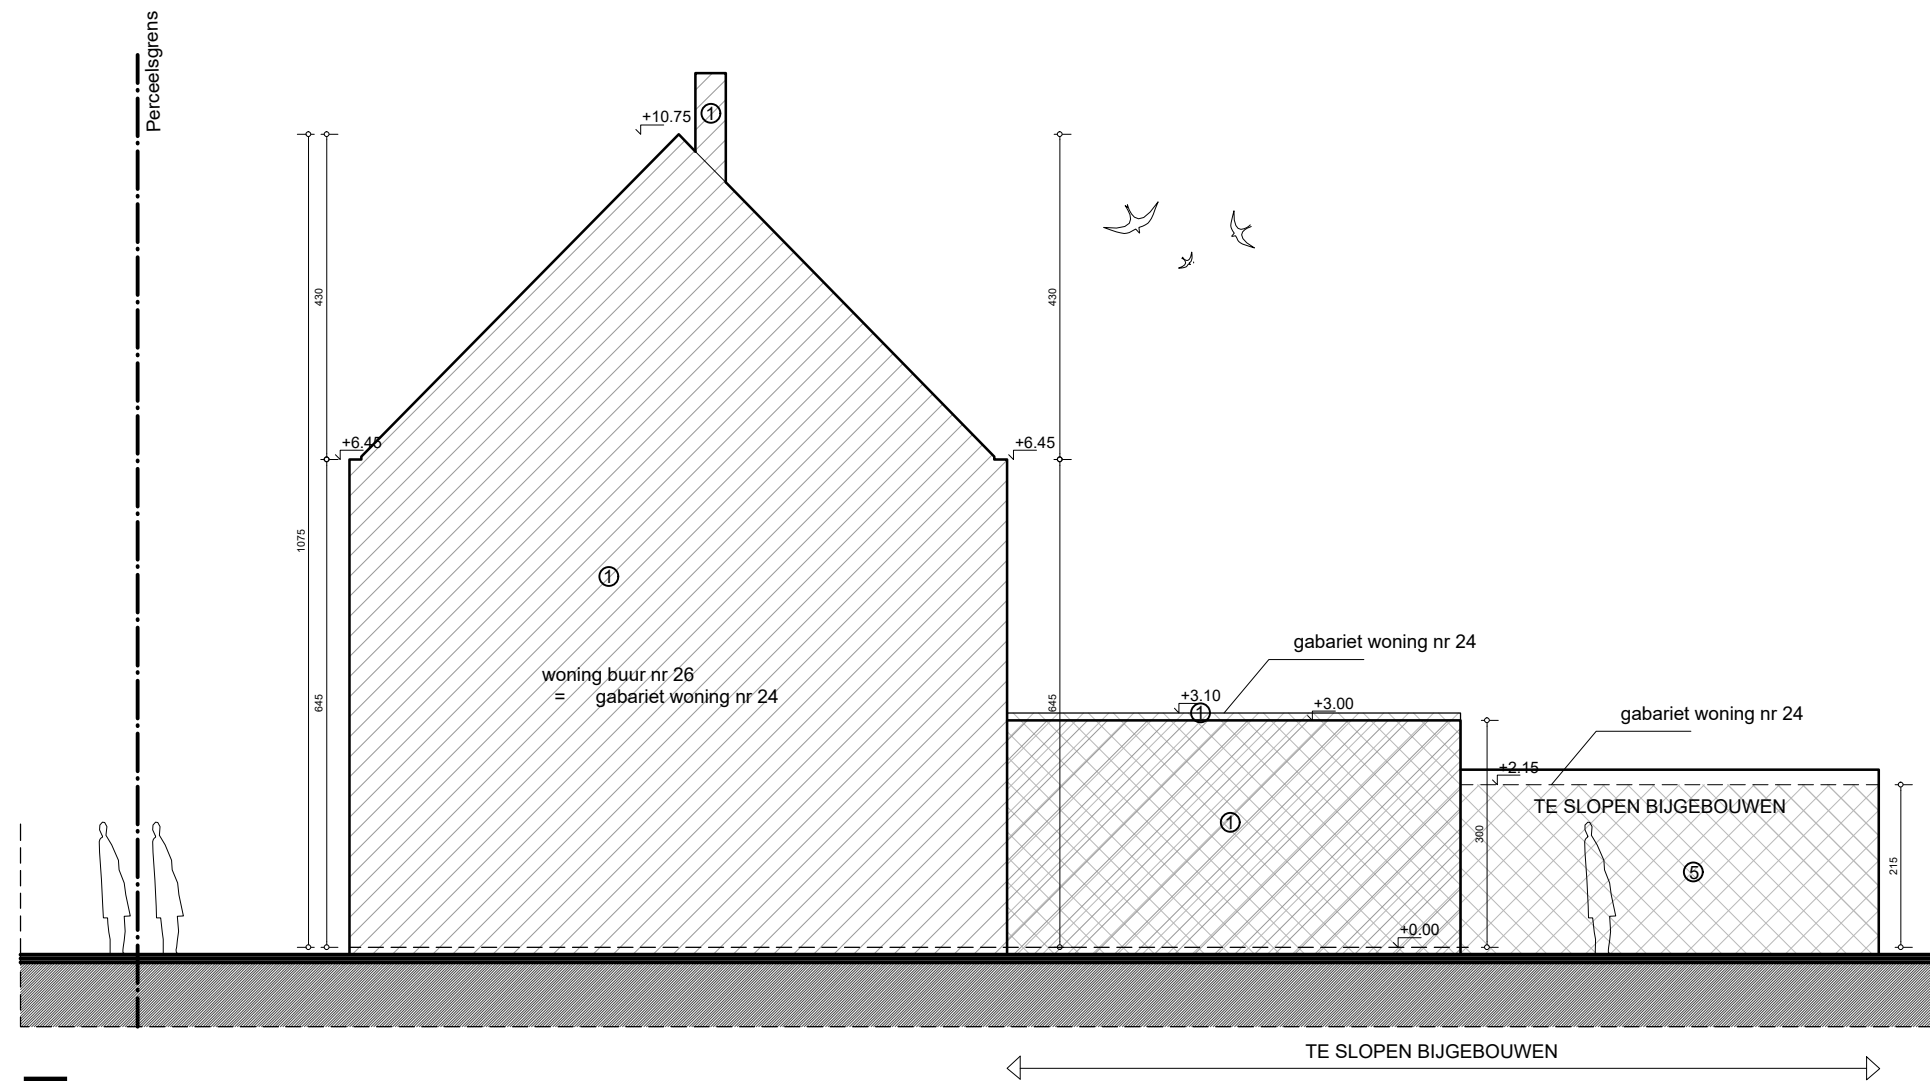 Perceelsgrens
+10.75
1
430
430
+6.45
+6.45
1075
1
645
645
woning buur nr 26
= gabariet woning nr 24
gabariet woning nr 24
+3.10
1
+3.00
gabariet woning nr 24
+2.15
TE SLOPEN BIJGEBOUWEN
1
300
5
215
+0.00
TE SLOPEN BIJGEBOUWEN